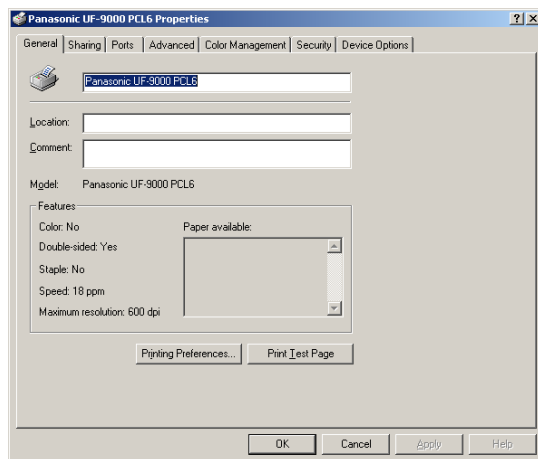 Panasonic UF-9000 PCL6 Properties
General Sharing Ports Advanced Color Management Security Device Options
Panasonic UF-9000 PCL6
Location:
Comment:
Model: Panasonic UF-9000 PCL6
Features
Color: No Paper available:
Double-sided: Yes
Staple: No
Speed: 18 ppm
Maximum resolution: 600 dpi
Printing Preferences... Print Test Page
OK Cancel Apply Help